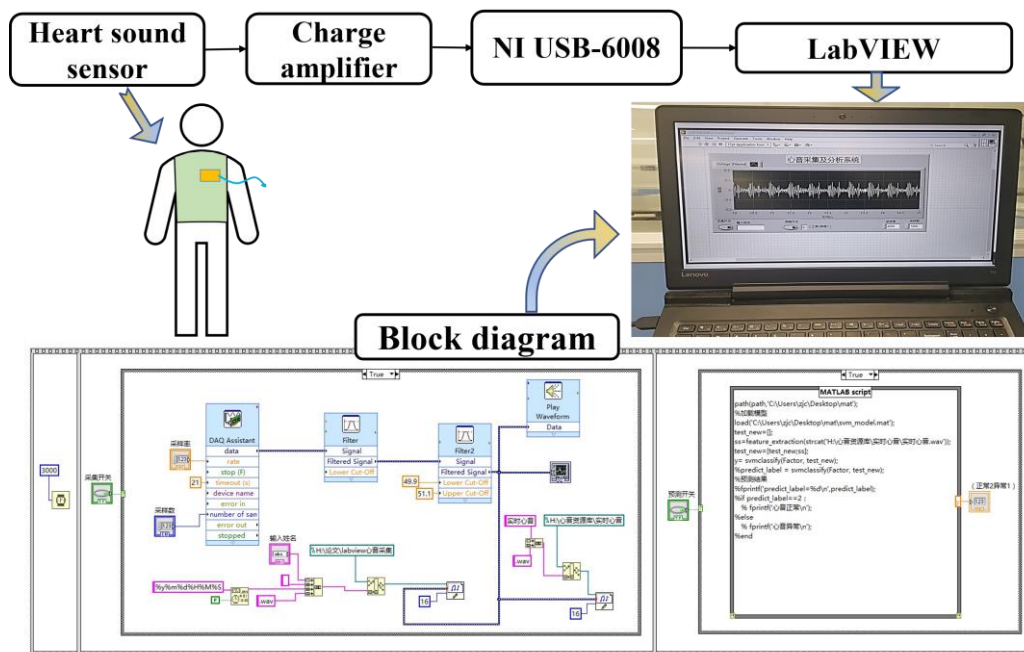 Heart sound
sensor
Charge
amplifier
NI USB-6008
LabVIEW
心音采集及分析系统
Lenovo
Block diagram
True
3000
采集开关
DAQ Assistant
data
rate
stop (F)
timeout (s)
device name
error in
number of sam
error out
stopped
采样率
21
采样数
Filter
Signal
Filtered Signal
Lower Cut-Off
Filter2
Signal
Filtered Signal
Lower Cut-Off
Upper Cut-Off
49.9
51.1
Play
Waveform
Data
输入姓名
abc
%y%m%d%H%M%S
F
.wav
H:\论文\labview心音采集
16
实时心音
.wav
H:\心音资源库\实时心音
16
True
预测开关
MATLAB script
path(path,'C:\Users\zjc\Desktop\mat');
%加载模型
load('C:\Users\zjc\Desktop\mat\svm_model.mat');
test_new=[];
ss=feature_extraction(strcat('H:\心音资源库\实时心音\实时心音.wav'));
test_new=[test_new;ss];
y= svmclassify(Factor, test_new);
%predict_label = svmclassify(Factor, test_new);
%预测结果
%fprintf('predict_label=%d\n',predict_label);
%if predict_label==2 ;
% fprintf('心音正常\n');
%else
% fprintf('心音异常\n');
%end
y
（正常2异常1）